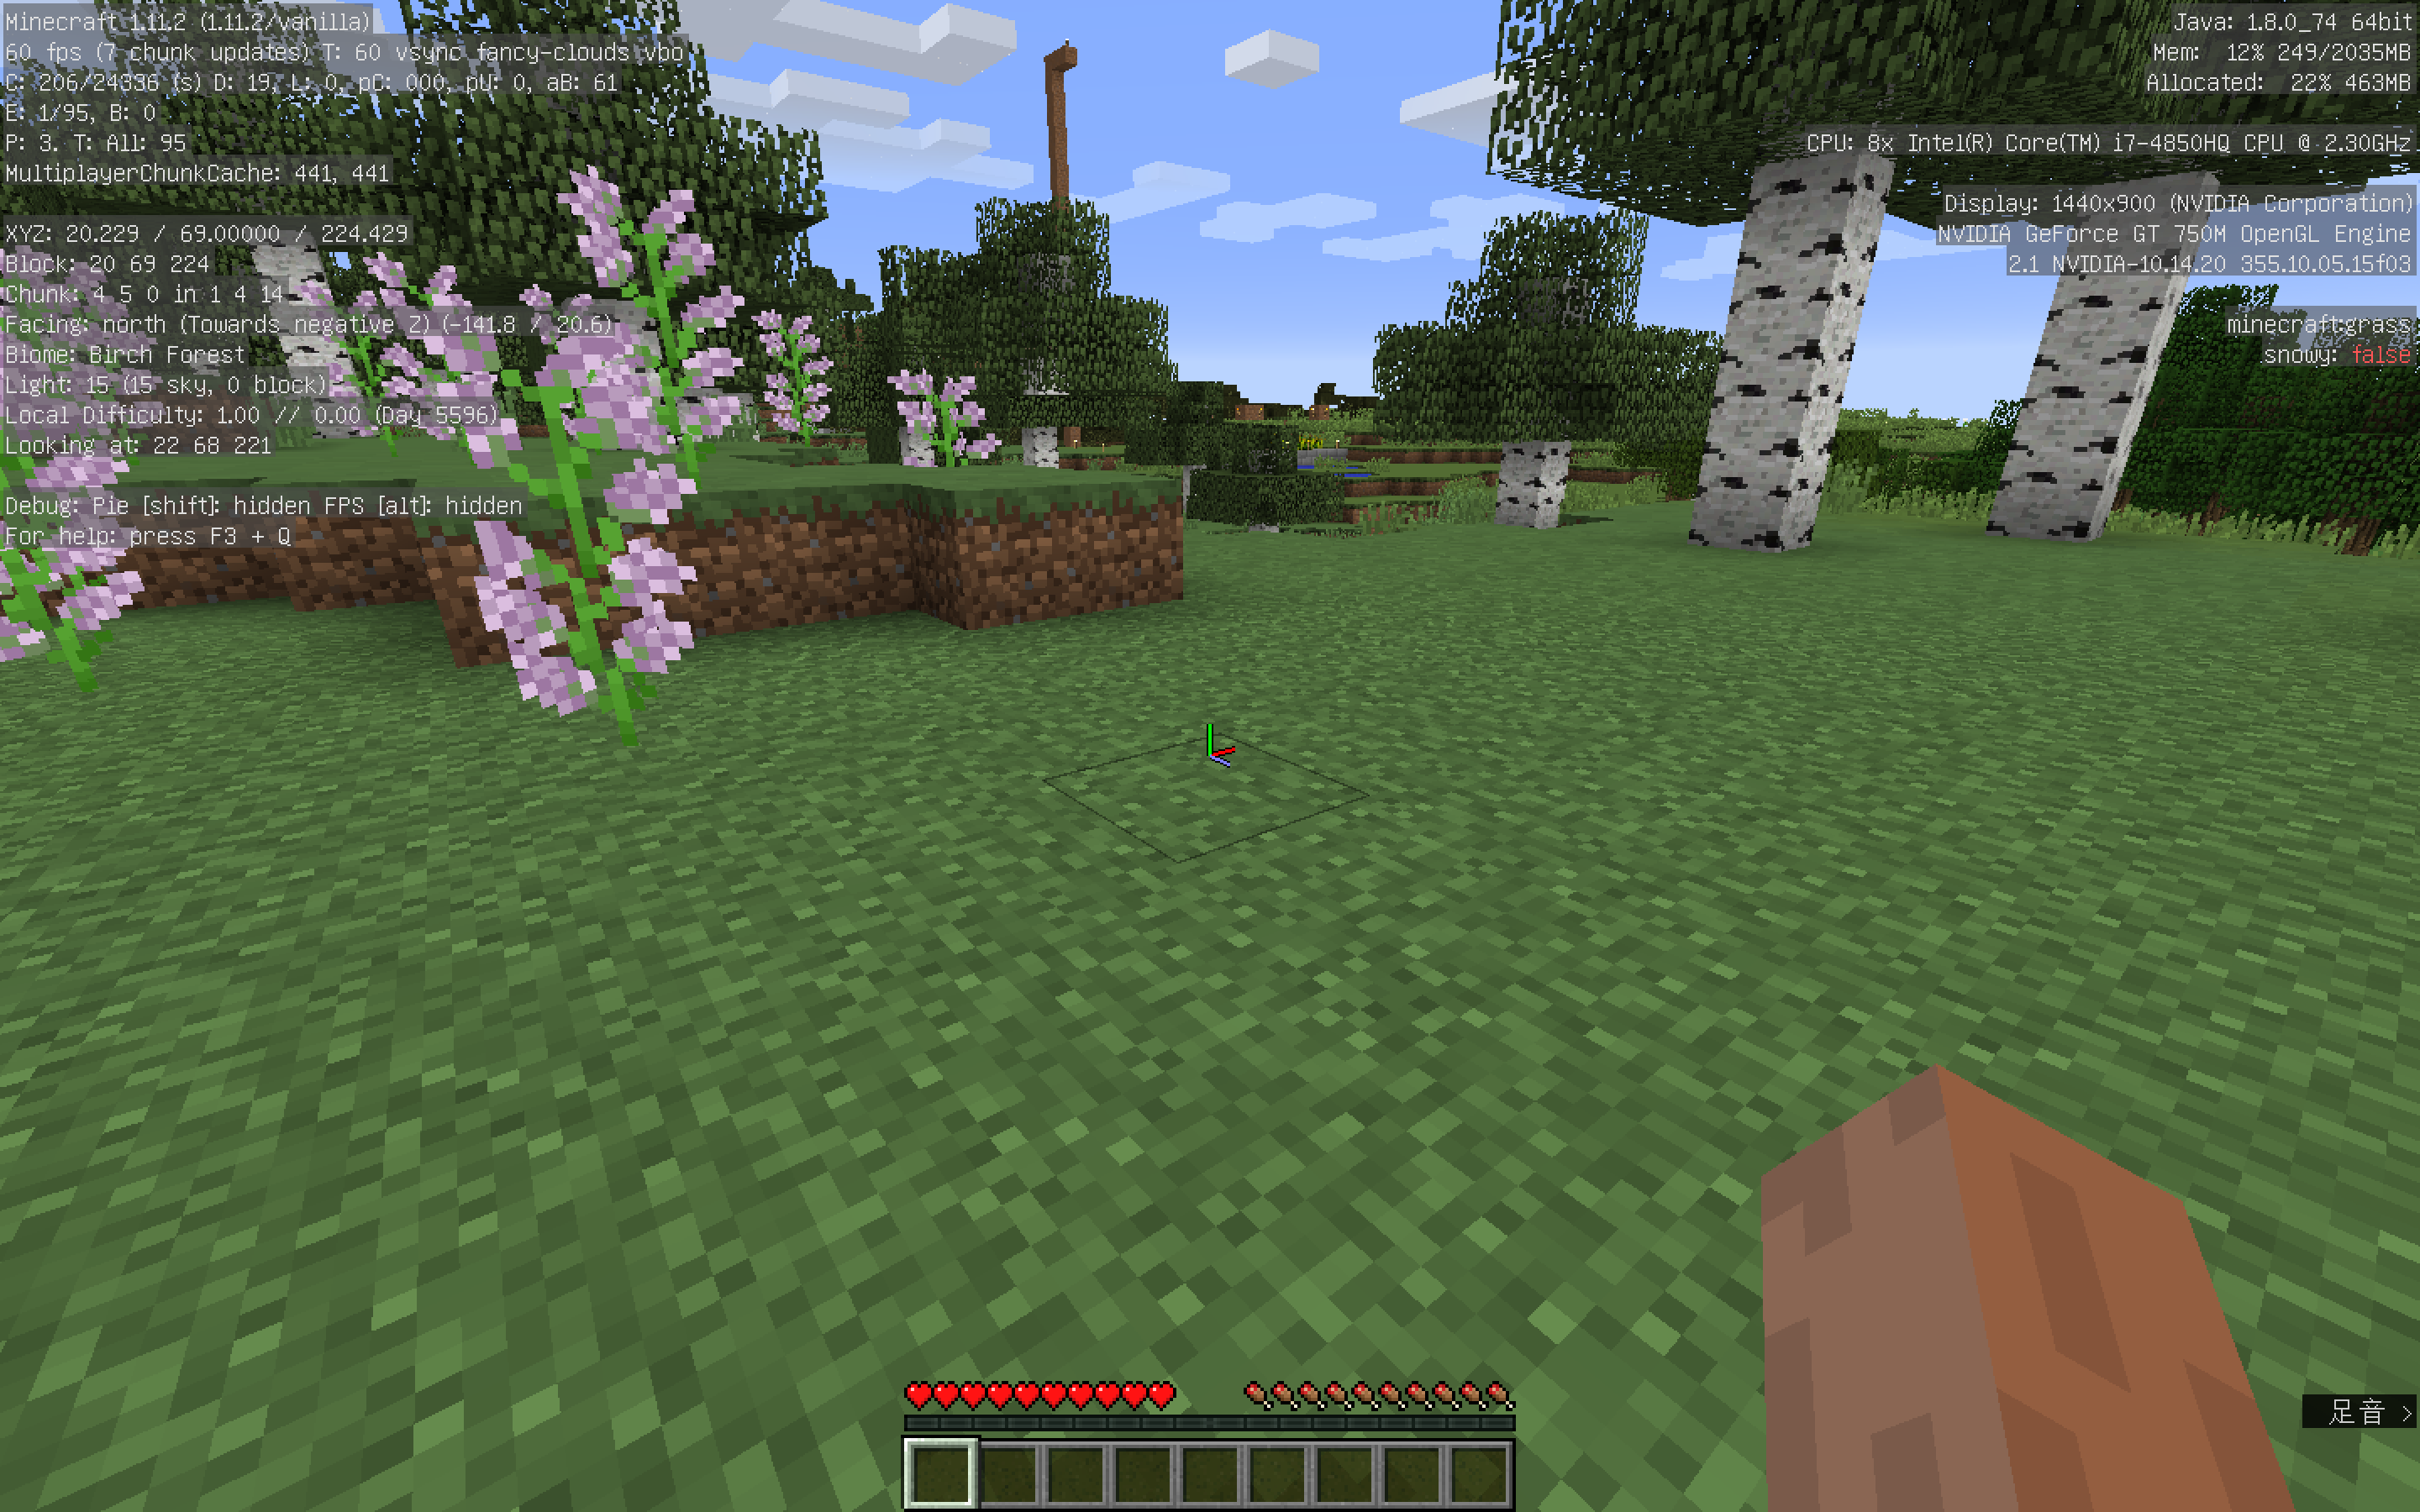 Minecraft 1.11.2 (1.11.2/vanilla)
60 fps (7 chunk updates) T: 60 vsync fancy-clouds vbo
C: 206/24336 (s) D: 19, L: 0, pC: 000, pU: 0, aB: 61
E: 1/95, B: 0
P: 3. T: All: 95
MultiplayerChunkCache: 441, 441
XYZ: 20.229 / 69.00000 / 224.429
Block: 20 69 224
Chunk: 4 5 0 in 1 4 14
Facing: north (Towards negative Z) (-141.8 / 20.6)
Biome: Birch Forest
Light: 15 (15 sky, 0 block)
Local Difficulty: 1.00 // 0.00 (Day 5596)
Looking at: 22 68 221
Debug: Pie [shift]: hidden FPS [alt]: hidden
For help: press F3 + Q
Java: 1.8.0_74 64bit
Mem: 12% 249/2035MB
Allocated: 22% 463MB
CPU: 8x Intel(R) Core(TM) i7-4850HQ CPU @ 2.30GHz
Display: 1440x900 (NVIDIA Corporation)
NVIDIA GeForce GT 750M OpenGL Engine
2.1 NVIDIA-10.14.20 355.10.05.15f03
minecraft:grass
snowy: false
足音 >